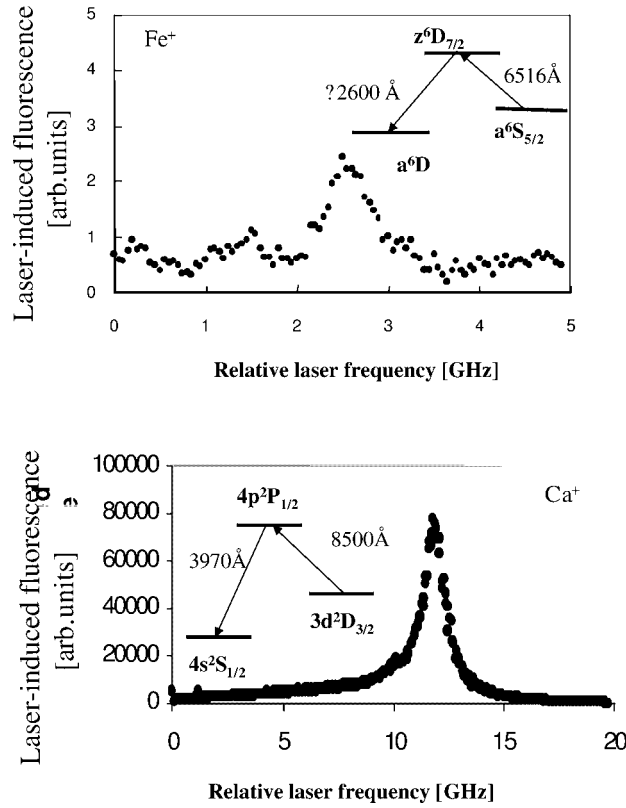 Laser-induced fluorescence
[arb.units]
5
4
3
2
1
0
Fe⁺
z⁶D₇/₂
6516Å
?2600 Å
a⁶S₅/₂
a⁶D
0 1 2 3 4 5
Relative laser frequency [GHz]
Laser-induced fluorescence
[arb.units]
100000
80000
60000
40000
20000
0
Ca⁺
4p²P₁/₂
3970Å
8500Å
3d²D₃/₂
4s²S₁/₂
0 5 10 15 20
Relative laser frequency [GHz]